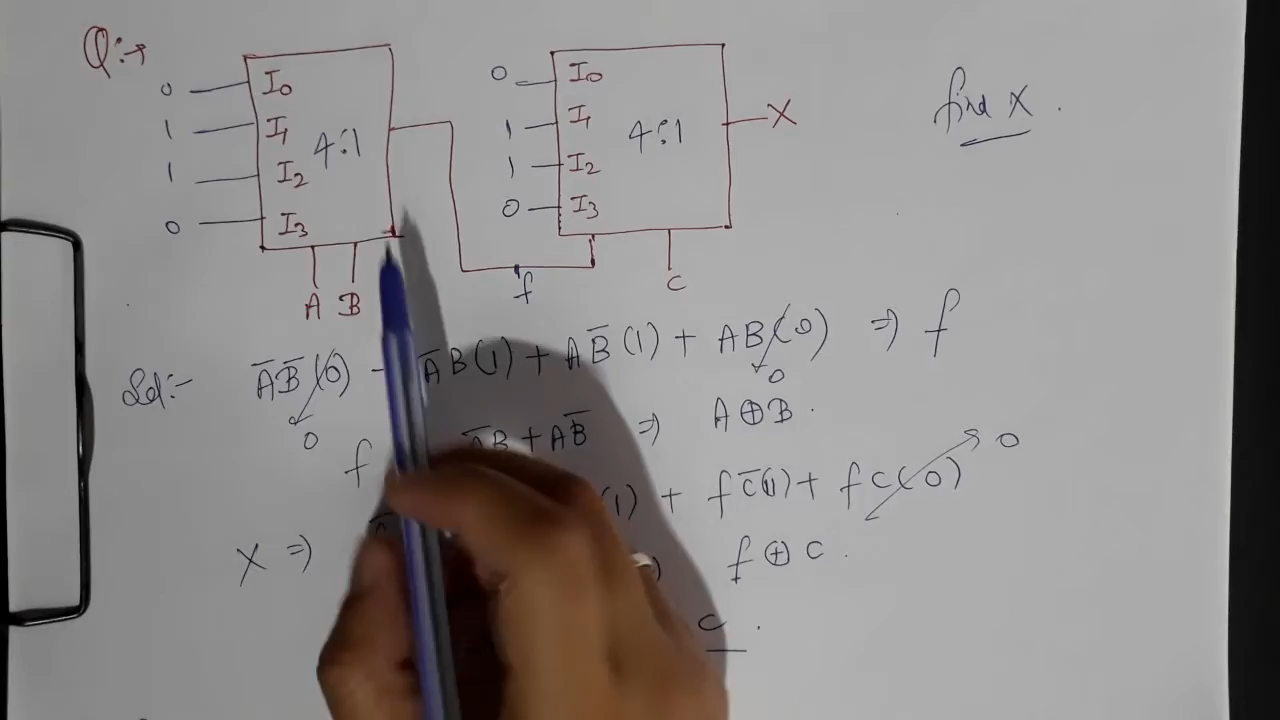 Q:→
0 I0 0 I0
1 I1 4:1 1 I1 4:1 X find X.
1 I2 1 I2
0 I3 0 I3
A B f C
Sol:- A̅B̅(0) A̅B(1) + AB̅(1) + AB(0) ⇒ f
0 0
f A̅B + AB̅ ⇒ A⊕B.
(1) + fC̅(1) + fC(0) 0
X ⇒ f⊕C.
C.